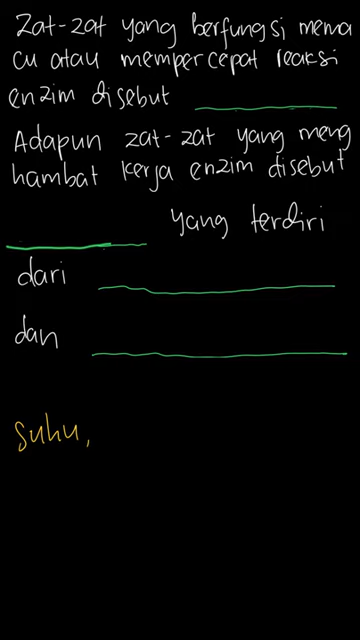 Zat-zat yang berfungsi mema
cu atau mempercepat reaksi
enzim disebut
Adapun zat-zat yang meng
hambat kerja enzim disebut
yang terdiri
dari
dan
suhu,